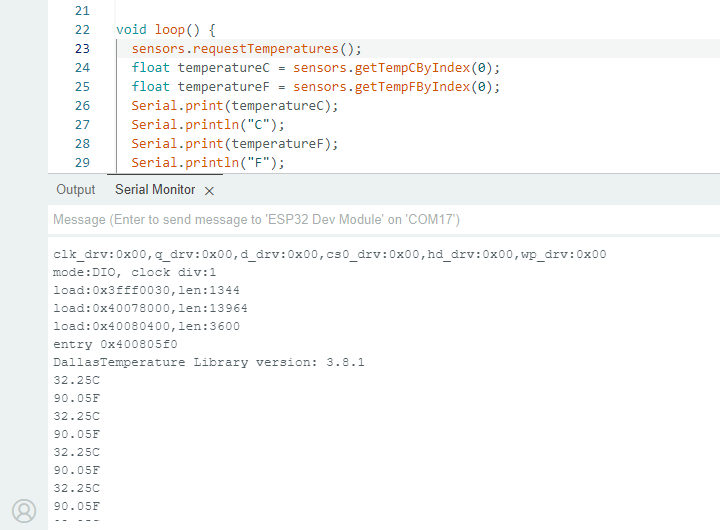 21
22 void loop() {
23 sensors.requestTemperatures();
24 float temperatureC = sensors.getTempCByIndex(0);
25 float temperatureF = sensors.getTempFByIndex(0);
26 Serial.print(temperatureC);
27 Serial.println("C");
28 Serial.print(temperatureF);
29 Serial.println("F");
Output Serial Monitor ×
Message (Enter to send message to 'ESP32 Dev Module' on 'COM17')
clk_drv:0x00,q_drv:0x00,d_drv:0x00,cs0_drv:0x00,hd_drv:0x00,wp_drv:0x00
mode:DIO, clock div:1
load:0x3fff0030,len:1344
load:0x40078000,len:13964
load:0x40080400,len:3600
entry 0x400805f0
DallasTemperature Library version: 3.8.1
32.25C
90.05F
32.25C
90.05F
32.25C
90.05F
32.25C
90.05F